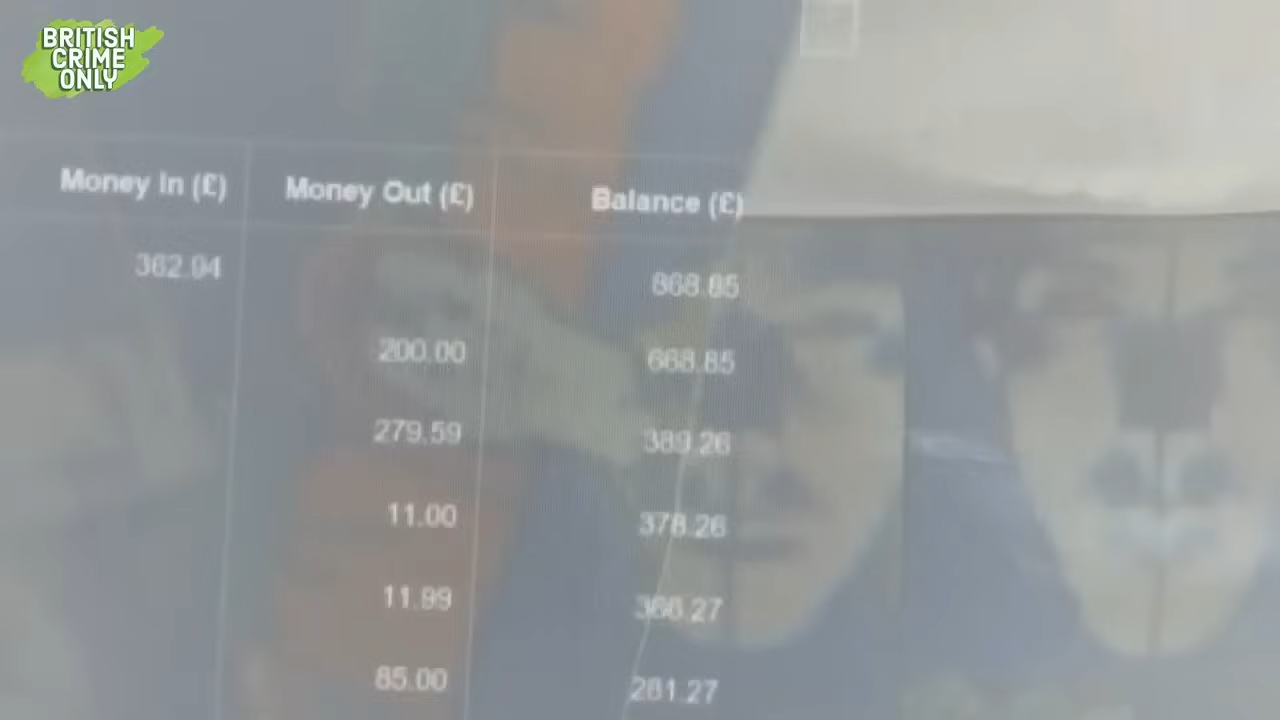 BRITISH
CRIME
ONLY
Money In (£) Money Out (£) Balance (£)
362.94 868.85
200.00 668.85
279.59 389.26
11.00 378.26
11.99 366.27
85.00 281.27